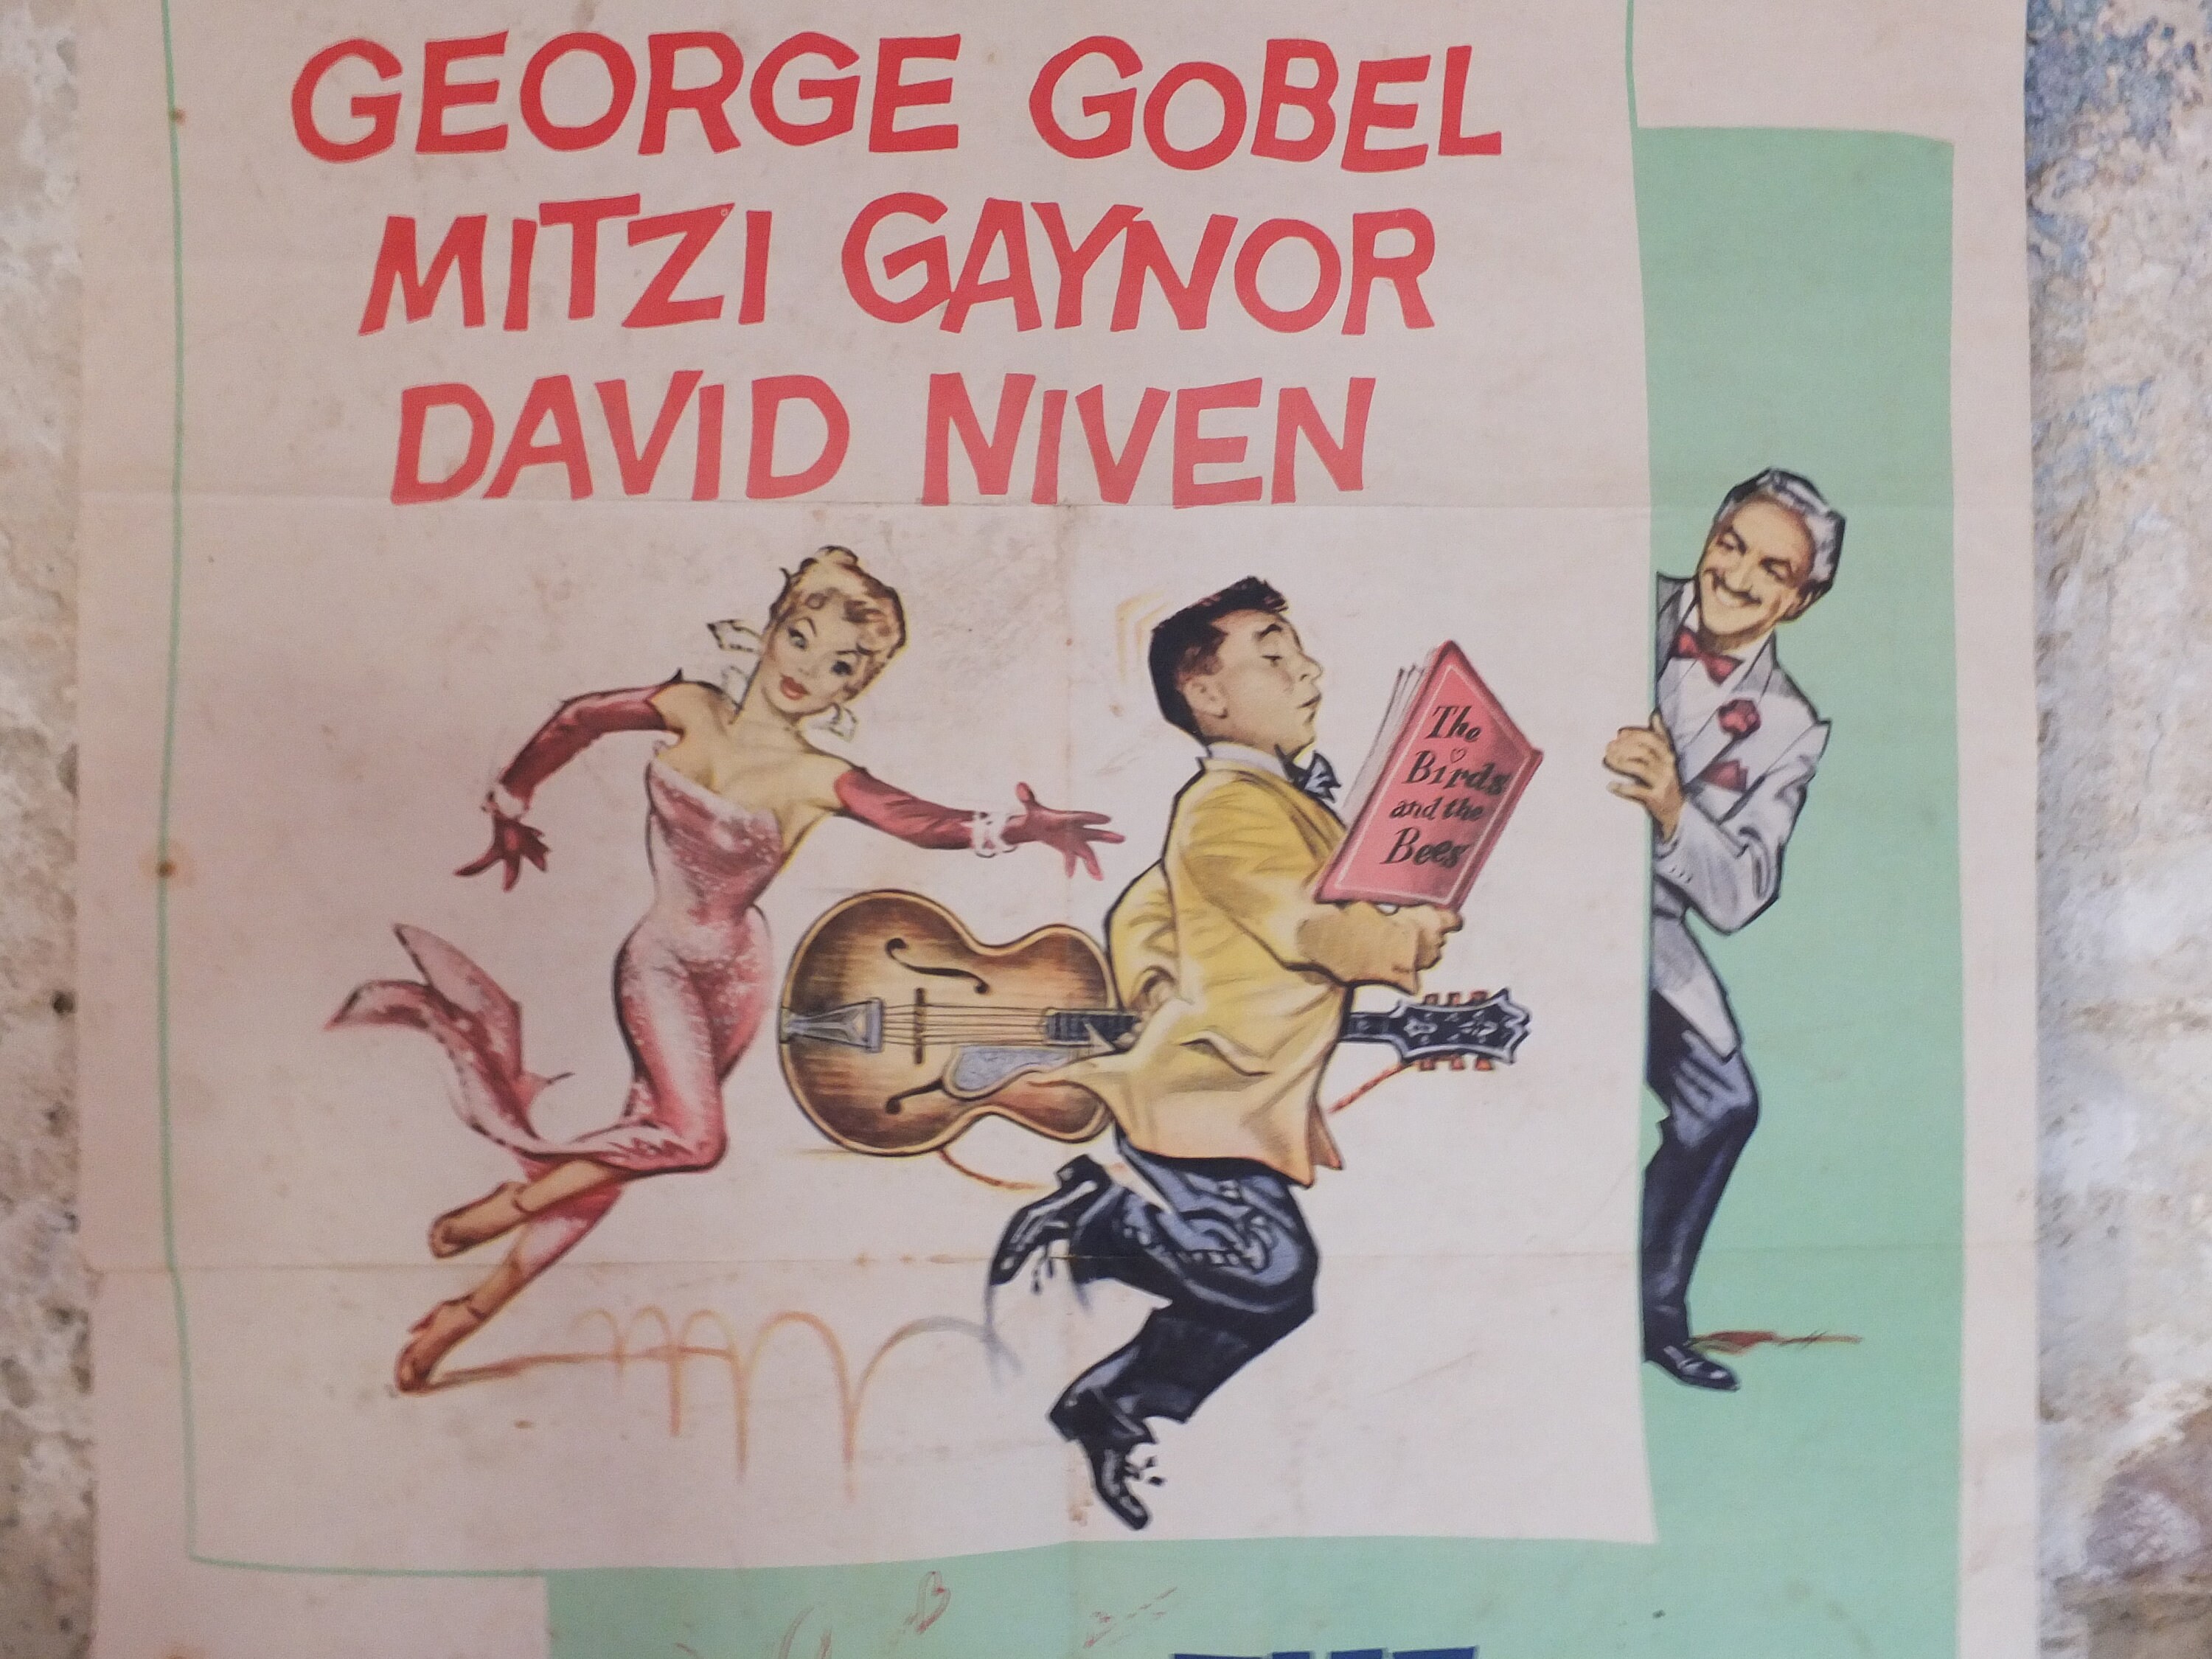 GEORGE GOBEL
MITZI GAYNOR
DAVID NIVEN
The
Birds
and the
Bees